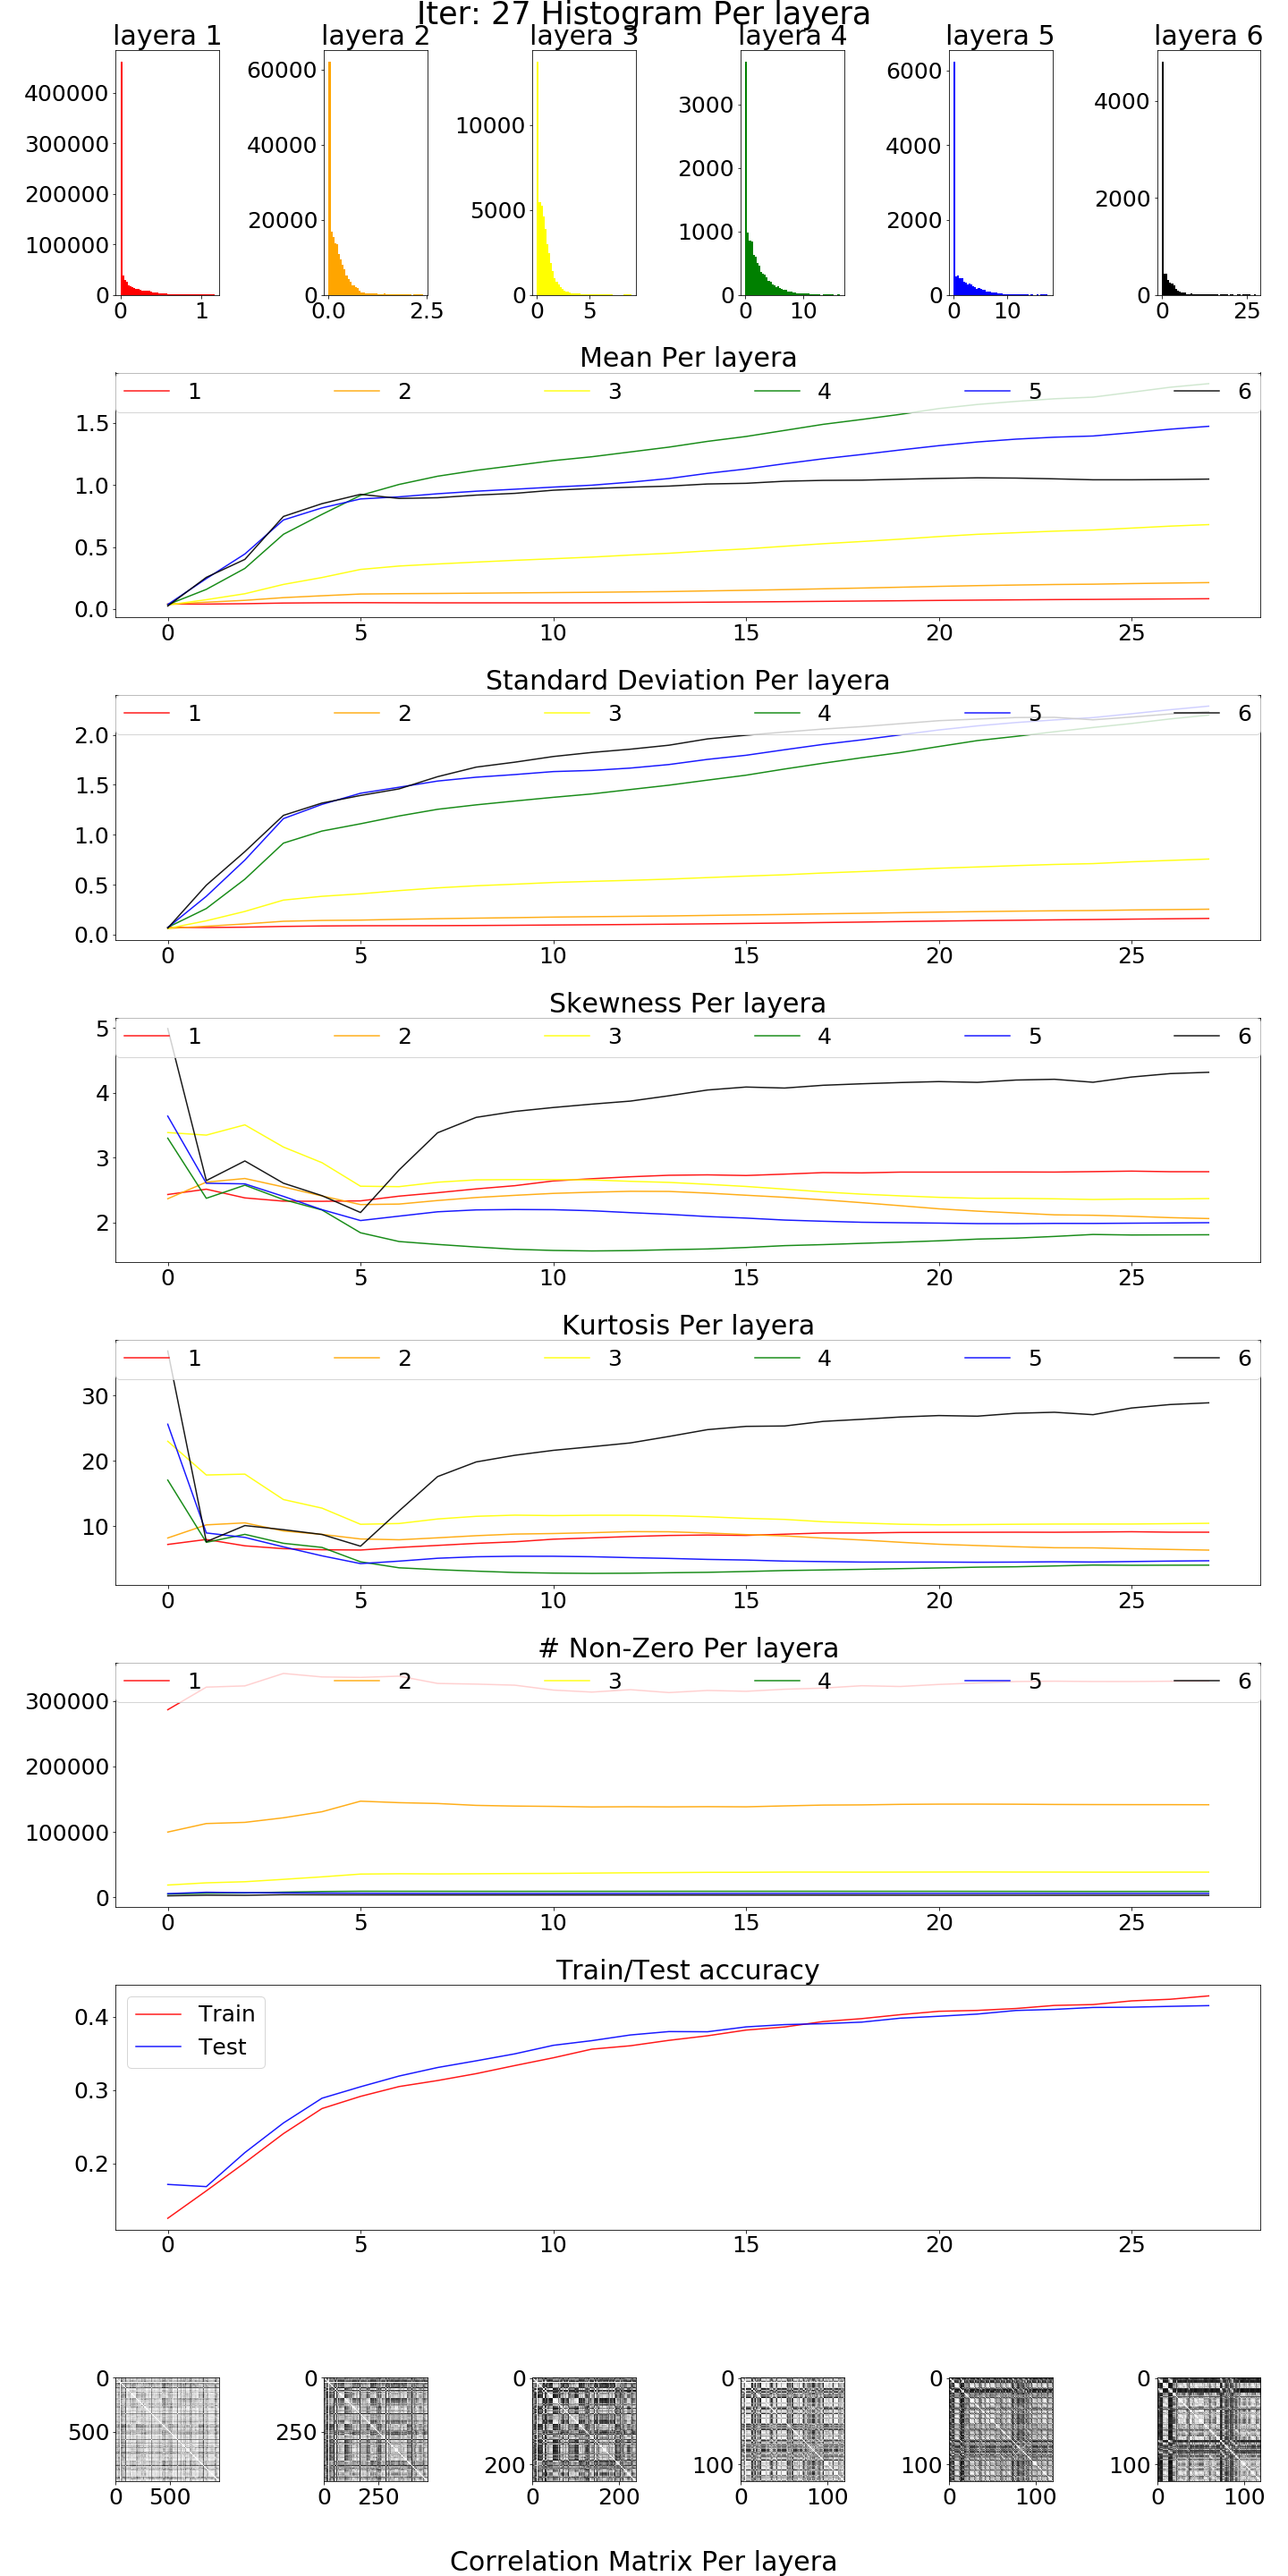 Iter: 27 Histogram Per layera
layera 1 layera 2 layera 3 layera 4 layera 5 layera 6
400000 300000 200000 100000 0
0 1
60000 40000 20000 0
0.0 2.5
10000 5000 0
0 5
3000 2000 1000 0
0 10
6000 4000 2000 0
0 10
4000 2000 0
0 25
Mean Per layera
1 2 3 4 5 6
1.5
1.0
0.5
0.0
0 5 10 15 20 25
Standard Deviation Per layera
1 2 3 4 5 6
2.0
1.5
1.0
0.5
0.0
0 5 10 15 20 25
Skewness Per layera
5
1 2 3 4 5 6
4
3
2
0 5 10 15 20 25
Kurtosis Per layera
1 2 3 4 5 6
30
20
10
0 5 10 15 20 25
# Non-Zero Per layera
1 2 3 4 5 6
300000
200000
100000
0
0 5 10 15 20 25
Train/Test accuracy
Train
Test
0.4
0.3
0.2
0 5 10 15 20 25
0 500
0 500
0 250
0 250
0 200
0 200
0 100
0 100
0 100
0 100
0 100
0 100
Correlation Matrix Per layera